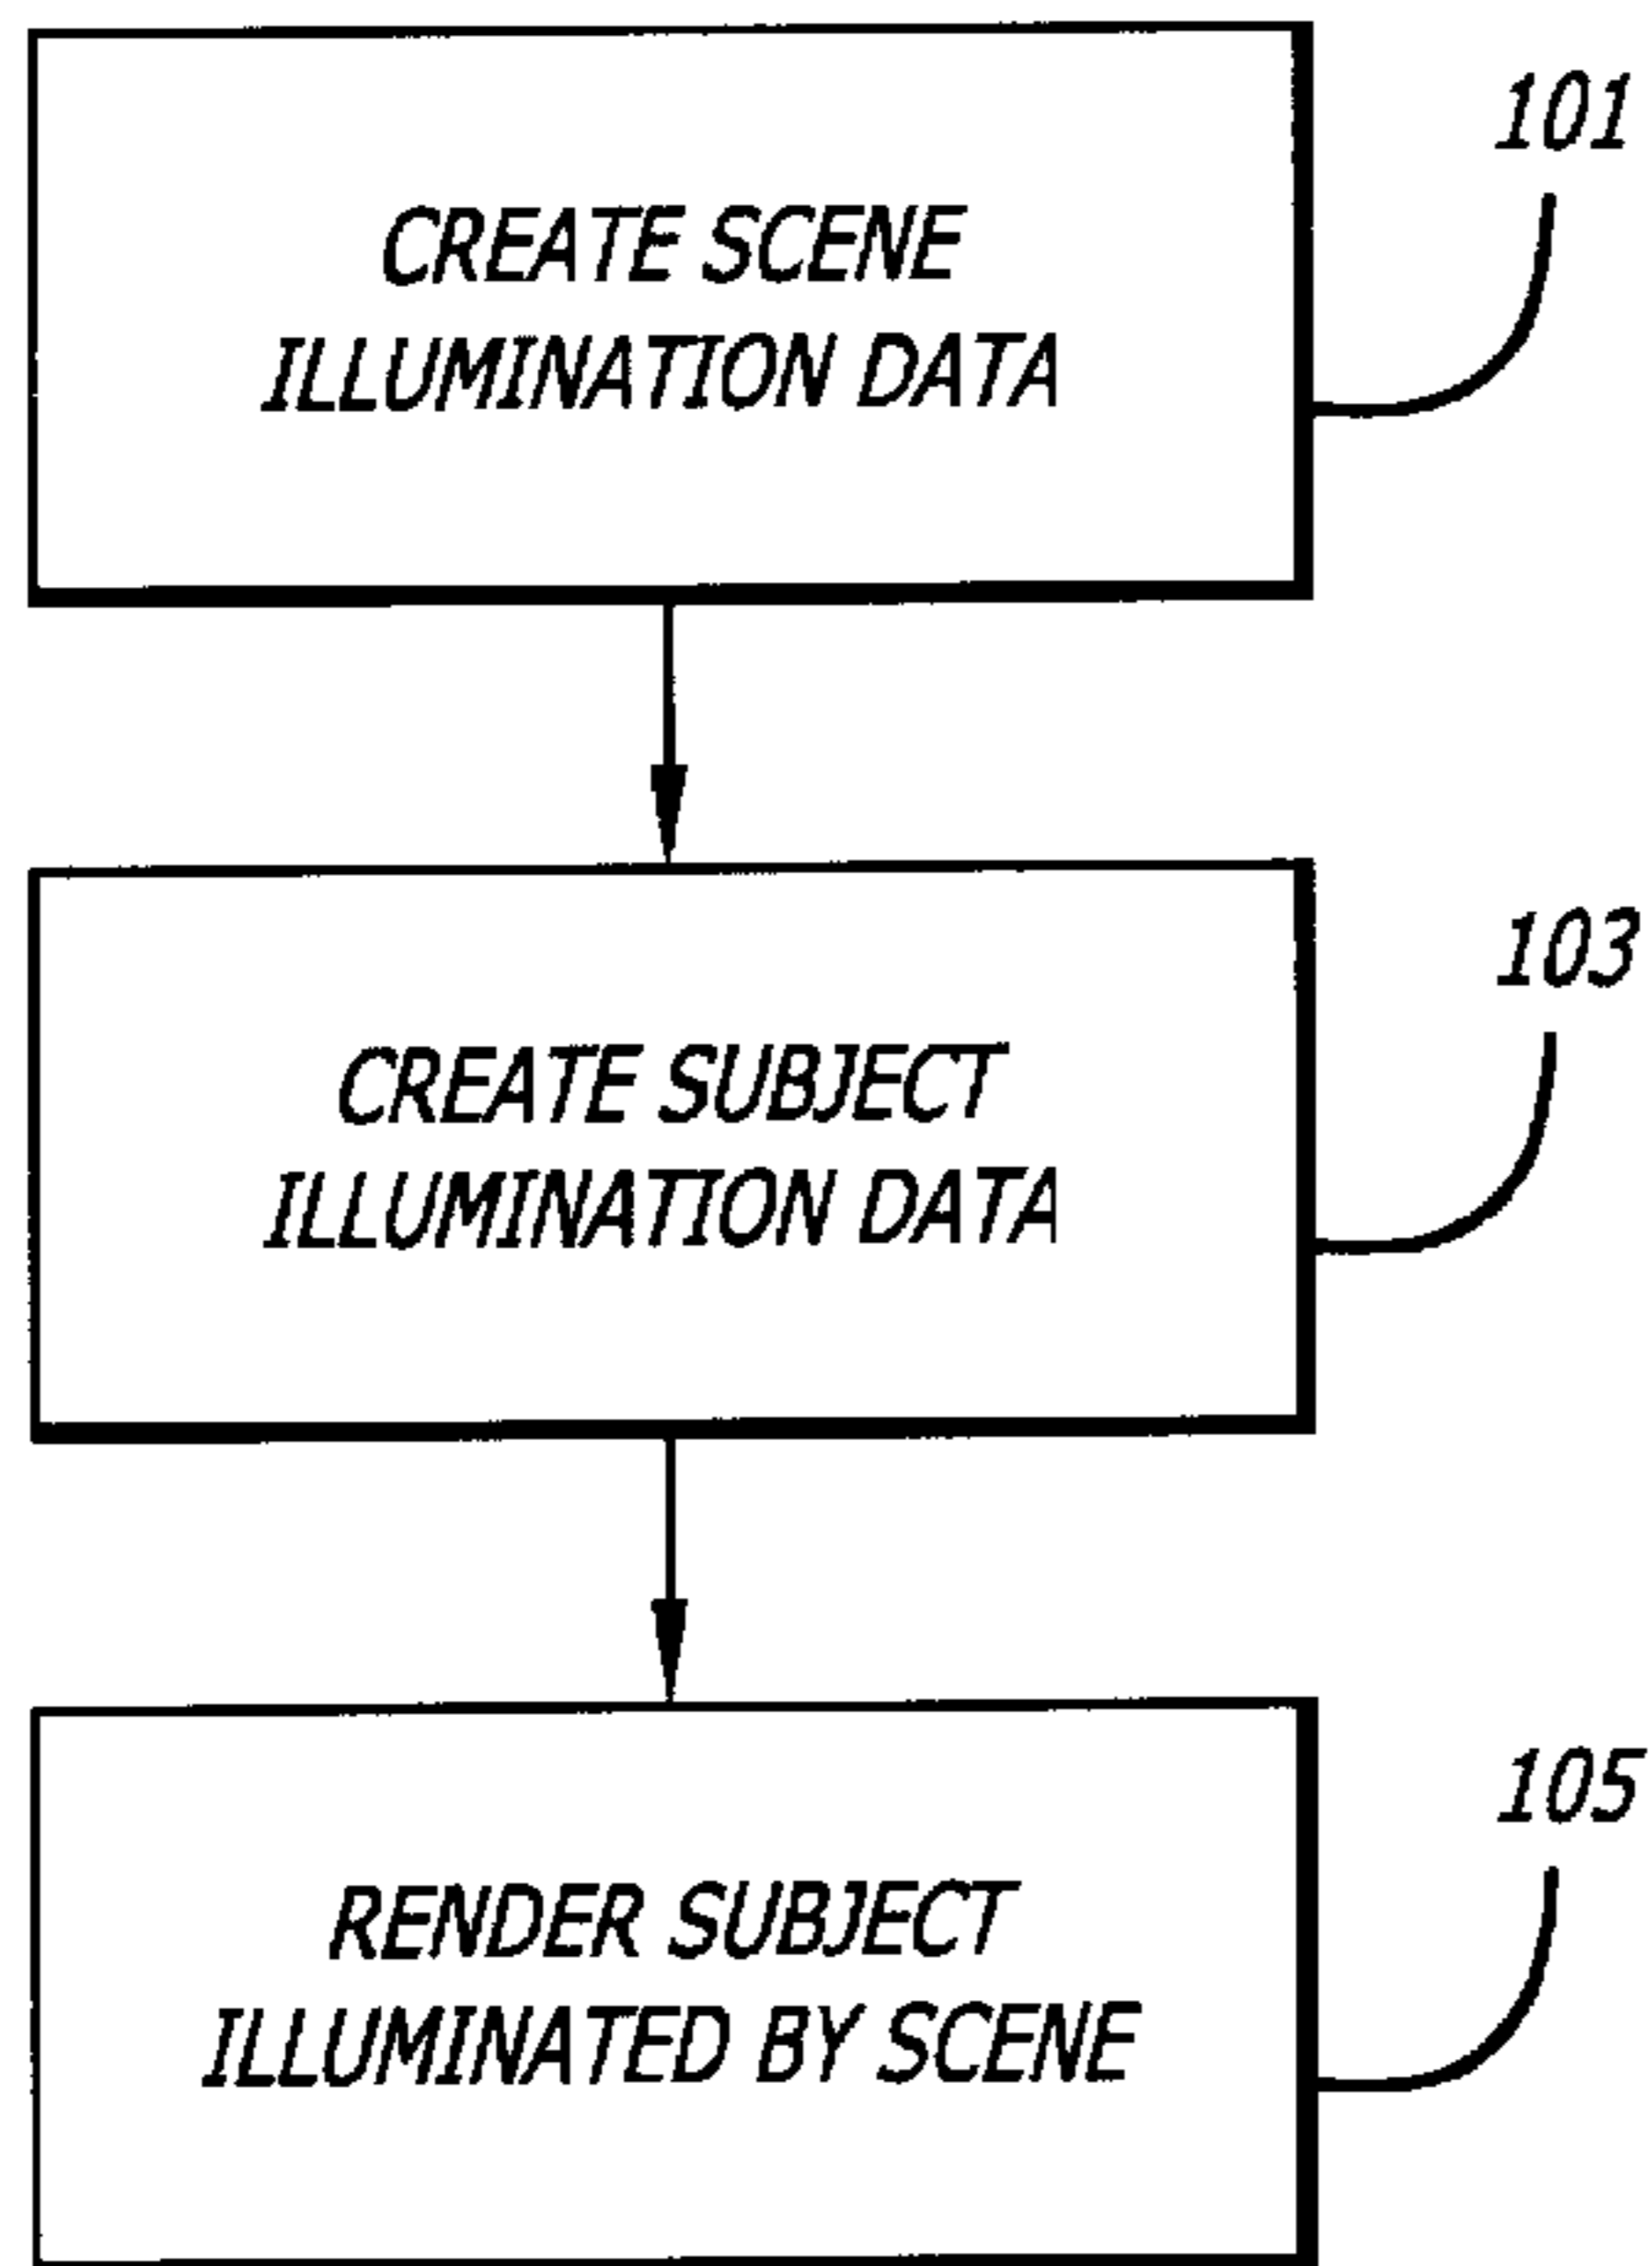 101
CREATE SCENE
ILLUMINATION DATA
103
CREATE SUBJECT
ILLUMINATION DATA
105
RENDER SUBJECT
ILLUMINATED BY SCENE